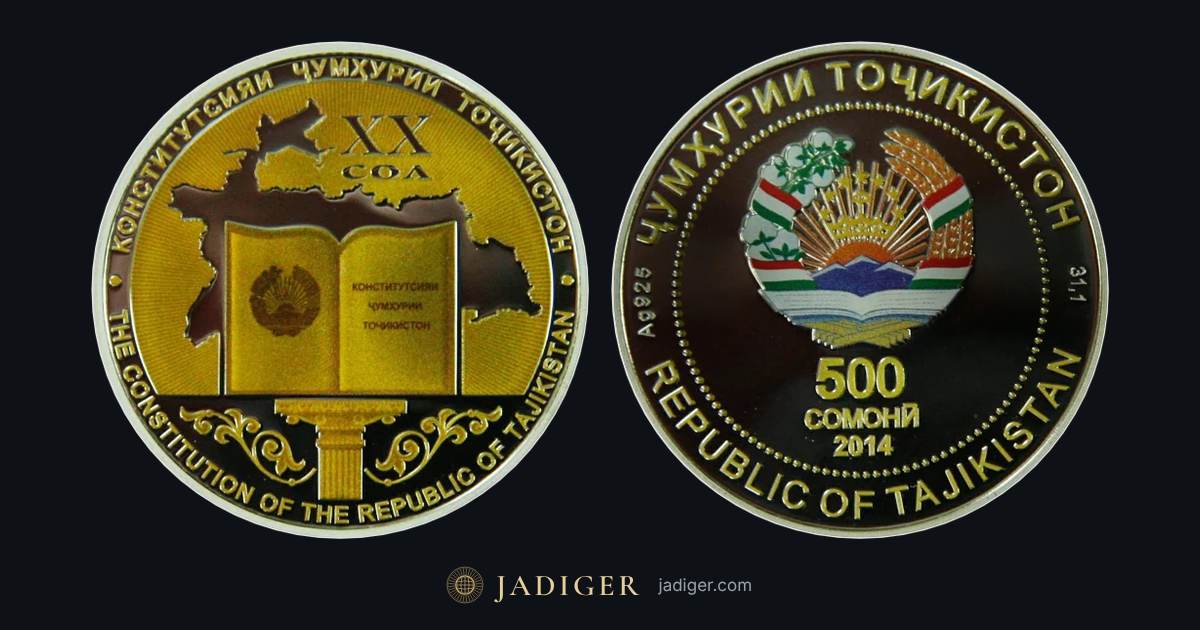 КОНСТИТУТСИЯИ ҶУМҲУРИИ ТОҶИКИСТОН
XX
СОЛ
КОНСТИТУТСИЯИ
ҶУМҲУРИИ
ТОҶИКИСТОН
THE CONSTITUTION OF THE REPUBLIC OF TAJIKISTAN
ҶУМҲУРИИ ТОҶИКИСТОН
Ag925
31,1
500
СОМОНӢ
2014
REPUBLIC OF TAJIKISTAN
JADIGER jadiger.com